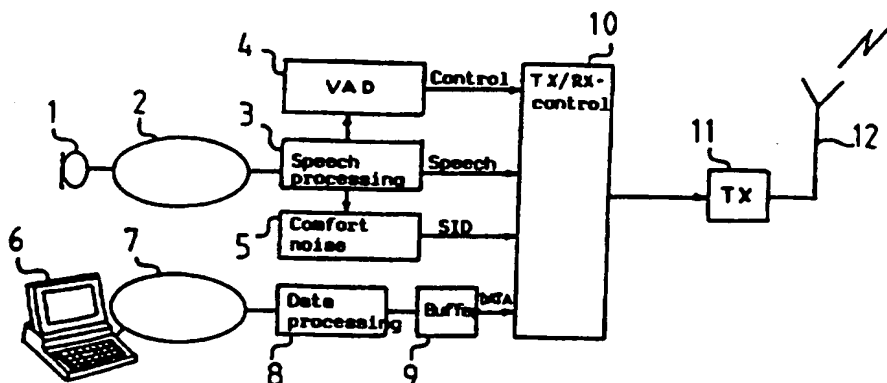 10
4
VAD
Control
TX/RX-
control
3
1
2
Speech
processing
Speech
11
12
TX
5
Comfort
noise
SID
6
7
Data
processing
Buffer
DATA
8
9